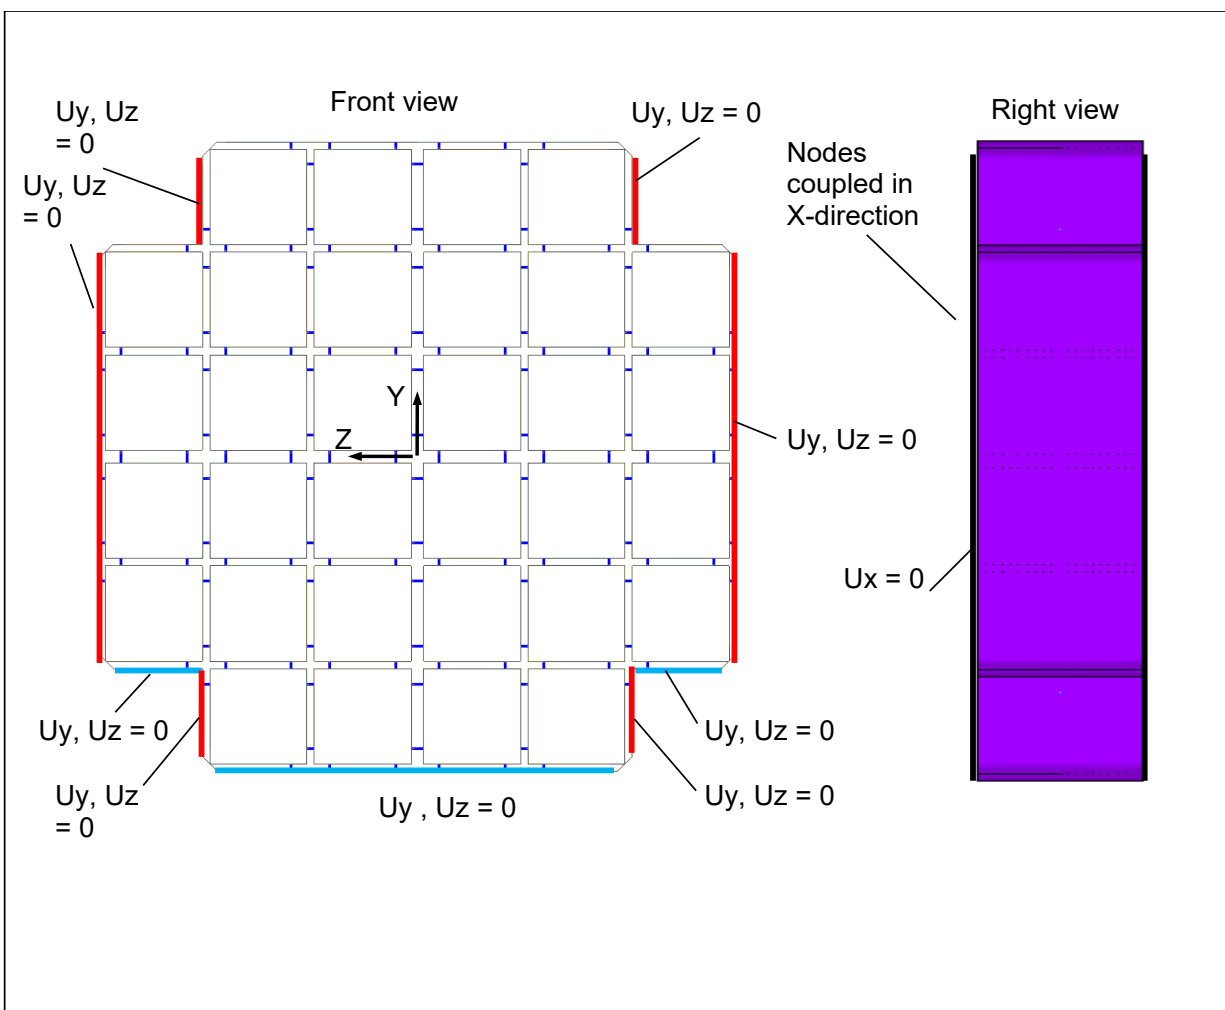 Front view
Right view
Uy, Uz
= 0
Uy, Uz = 0
Uy, Uz
= 0
Nodes
coupled in
X-direction
Y
Z
Uy, Uz = 0
Ux = 0
Uy, Uz = 0
Uy, Uz = 0
Uy, Uz
= 0
Uy , Uz = 0
Uy, Uz = 0